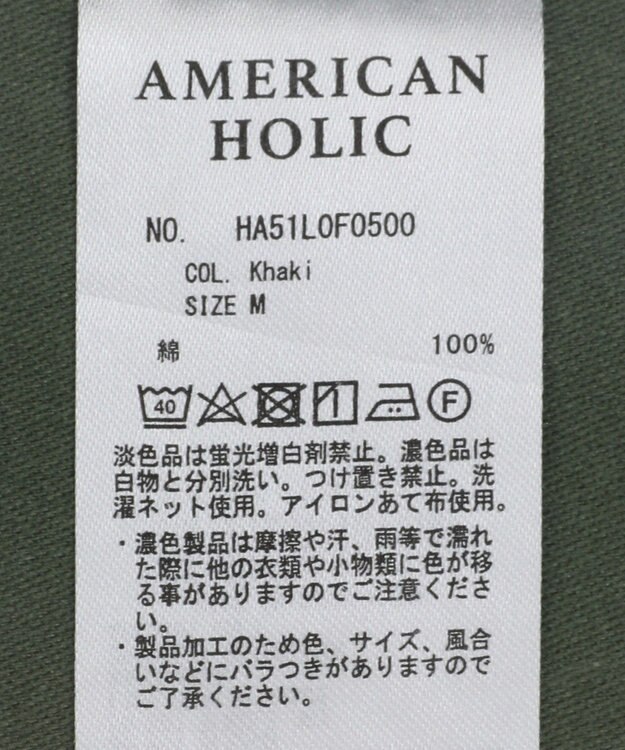 AMERICAN
HOLIC
NO. HA51L0F0500
COL. Khaki
SIZE M
綿 100%
40 F
淡色品は蛍光増白剤禁止。濃色品は
白物と分別洗い。つけ置き禁止。洗
濯ネット使用。アイロンあて布使用。
・濃色製品は摩擦や汗、雨等で濡れ
た際に他の衣類や小物類に色が移
る事がありますのでご注意くださ
い。
・製品加工のため色、サイズ、風合
いなどにバラつきがありますので
ご了承ください。